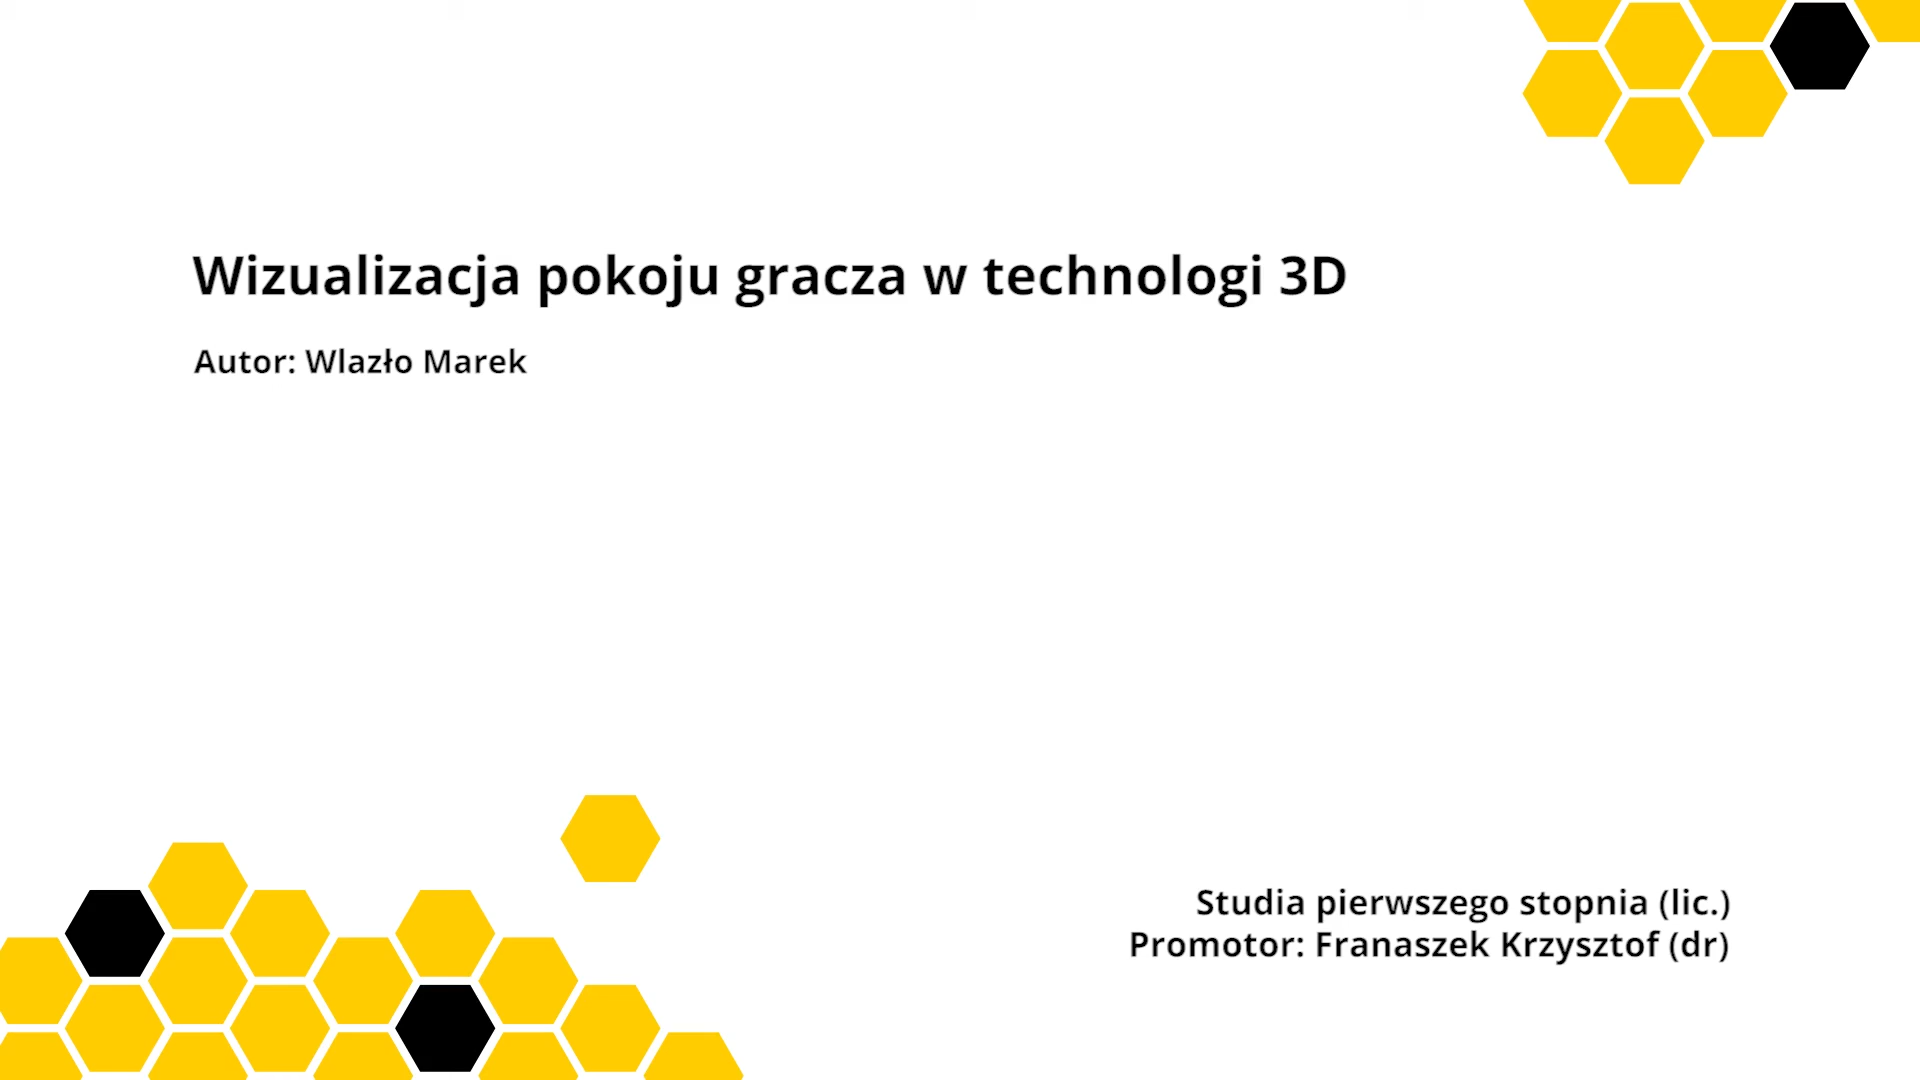 Wizualizacja pokoju gracza w technologi 3D
Autor: Wlazło Marek
Studia pierwszego stopnia (lic.)
Promotor: Franaszek Krzysztof (dr)